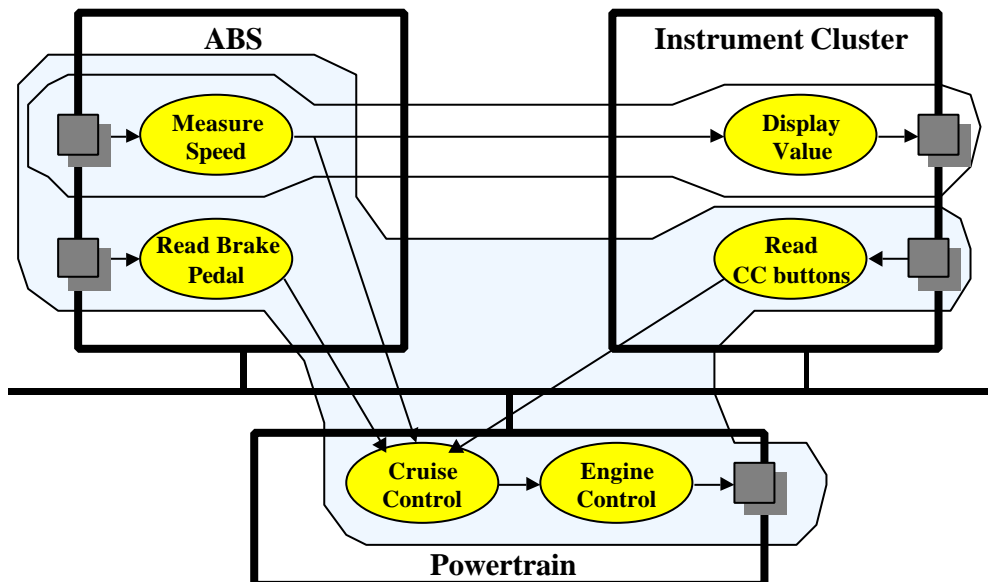 ABS
Instrument Cluster
Measure
Speed
Display
Value
Read Brake
Pedal
Read
CC buttons
Cruise
Control
Engine
Control
Powertrain